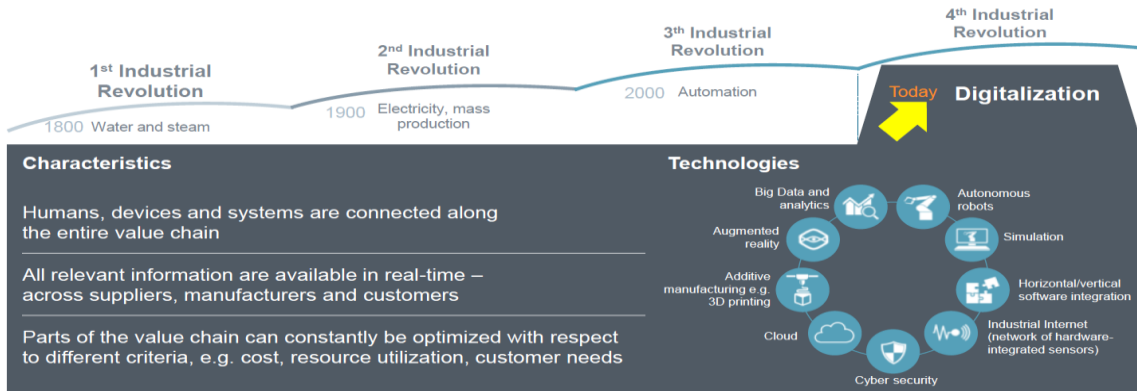 1st Industrial
Revolution
1800 Water and steam
2nd Industrial
Revolution
1900 Electricity, mass
production
3th Industrial
Revolution
2000 Automation
4th Industrial
Revolution
Today Digitalization
Characteristics
Humans, devices and systems are connected along
the entire value chain
All relevant information are available in real-time –
across suppliers, manufacturers and customers
Parts of the value chain can constantly be optimized with respect
to different criteria, e.g. cost, resource utilization, customer needs
Technologies
Big Data and
analytics
Autonomous
robots
Augmented
reality
Simulation
Additive
manufacturing e.g.
3D printing
Horizontal/vertical
software integration
Cloud
Industrial Internet
(network of hardware-
integrated sensors)
Cyber security